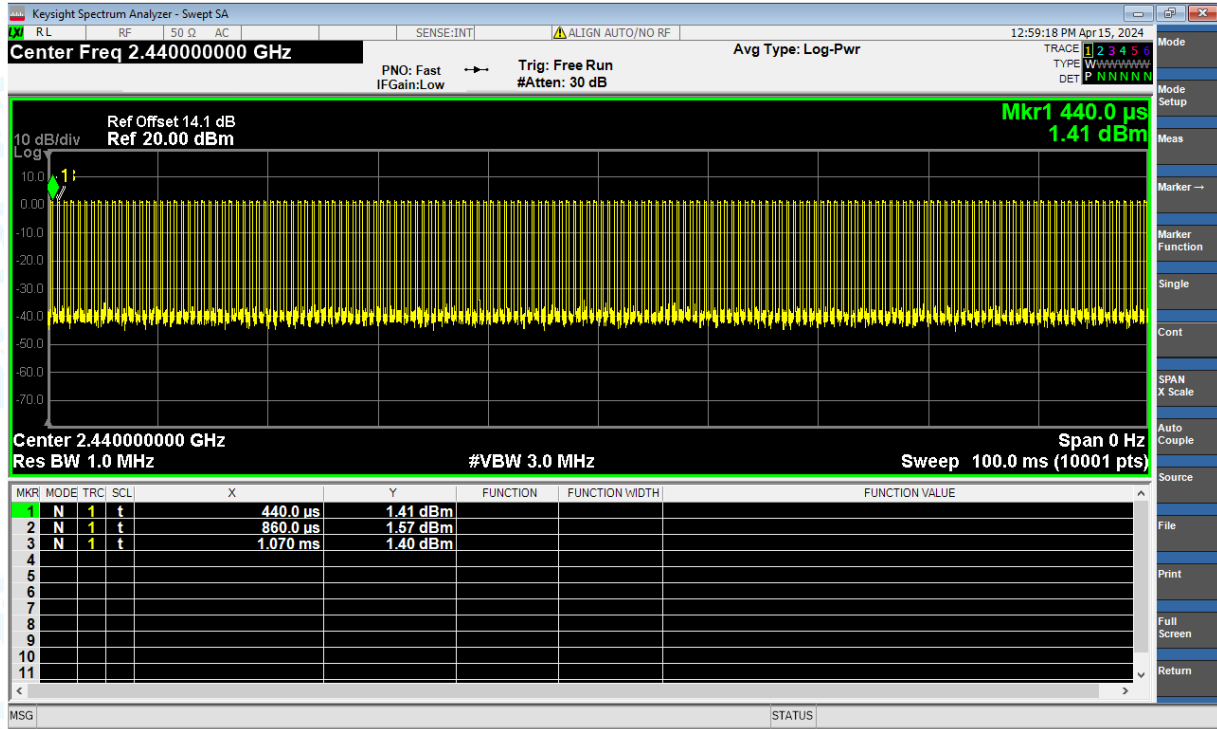 Keysight Spectrum Analyzer - Swept SA
LXI RL RF 50 Ω AC SENSE:INT ALIGN AUTO/NO RF 12:59:18 PM Apr 15, 2024
Center Freq 2.440000000 GHz
Avg Type: Log-Pwr
TRACE 1 2 3 4 5 6
TYPE WWWWWW
DET P N N N N N
PNO: Fast
IFGain:Low
Trig: Free Run
#Atten: 30 dB
Mkr1 440.0 µs
1.41 dBm
Ref Offset 14.1 dB
10 dB/div Ref 20.00 dBm
Log
1
10.0
0.00
-10.0
-20.0
-30.0
-40.0
-50.0
-60.0
-70.0
Center 2.440000000 GHz Span 0 Hz
Res BW 1.0 MHz #VBW 3.0 MHz Sweep 100.0 ms (10001 pts)
MKR MODE TRC SCL X Y FUNCTION FUNCTION WIDTH FUNCTION VALUE
1 N 1 t 440.0 µs 1.41 dBm
2 N 1 t 860.0 µs 1.57 dBm
3 N 1 t 1.070 ms 1.40 dBm
4
5
6
7
8
9
10
11
MSG STATUS
Mode
Mode
Setup
Meas
Marker→
Marker
Function
Single
Cont
SPAN
X Scale
Auto
Couple
Source
File
Print
Full
Screen
Return